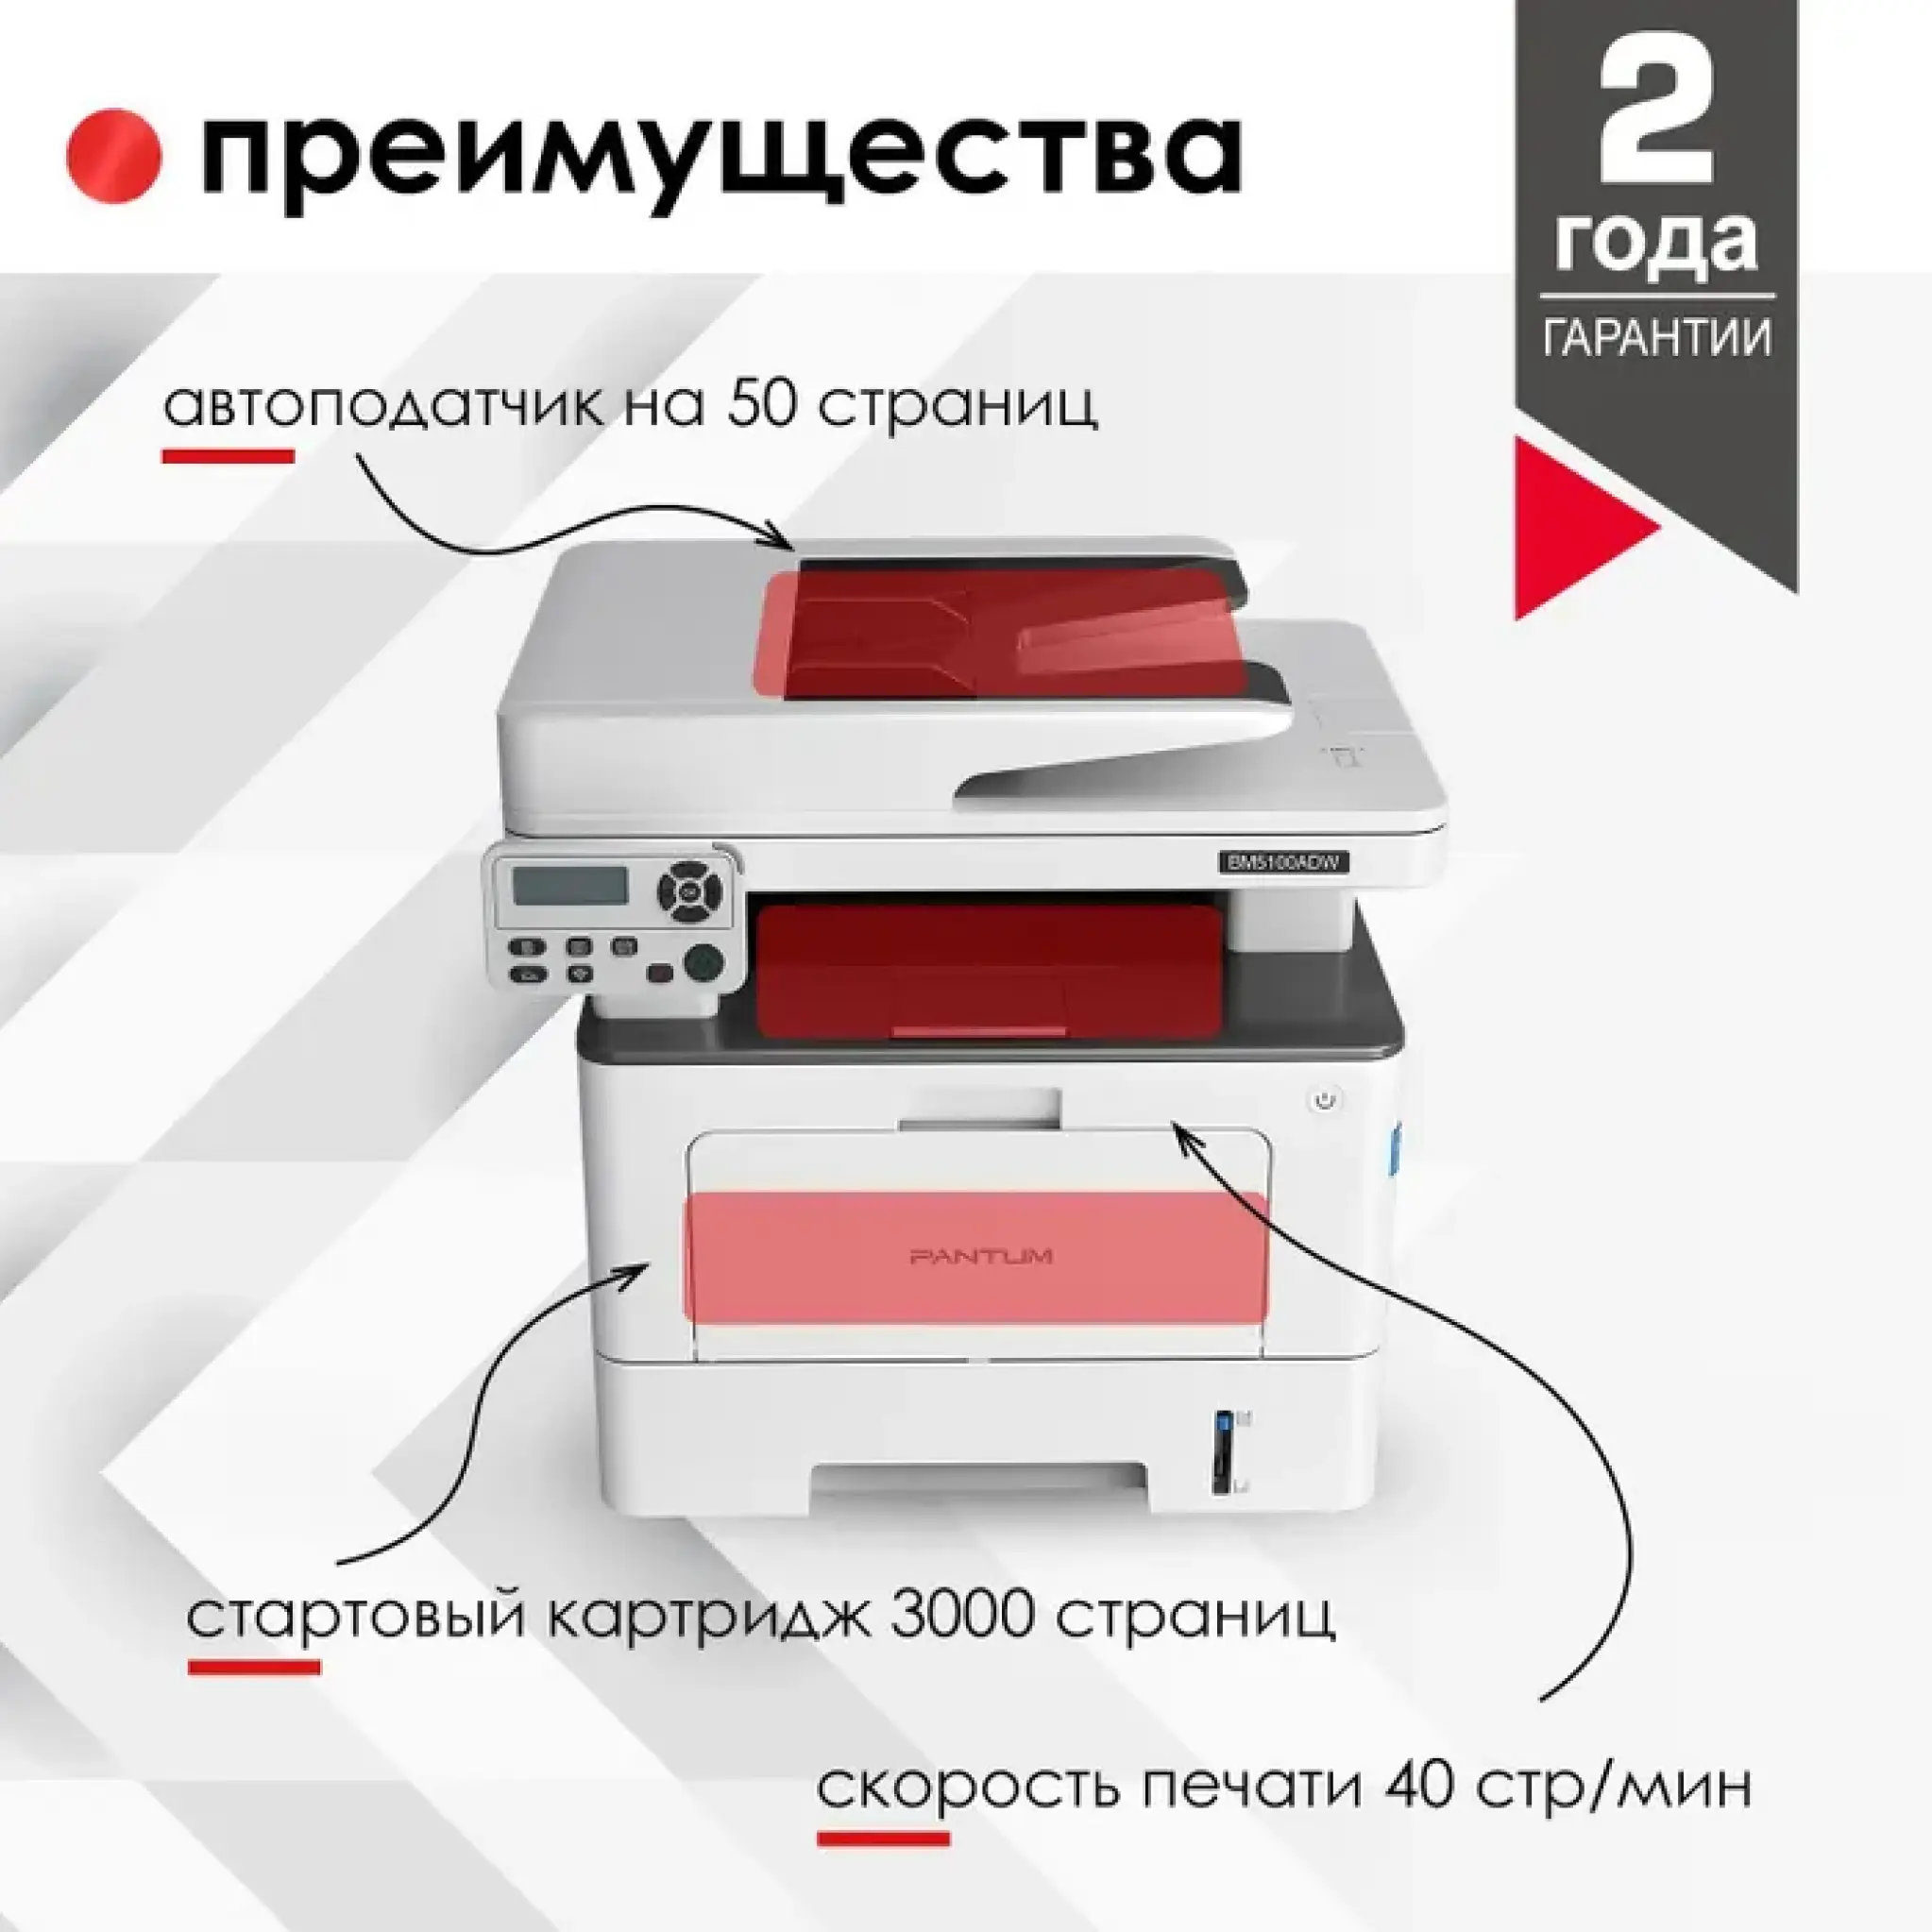 преимущества
2
года
ГАРАНТИИ
автоподатчик на 50 страниц
BM5100ADW
PANTUM
стартовый картридж 3000 страниц
скорость печати 40 стр/мин